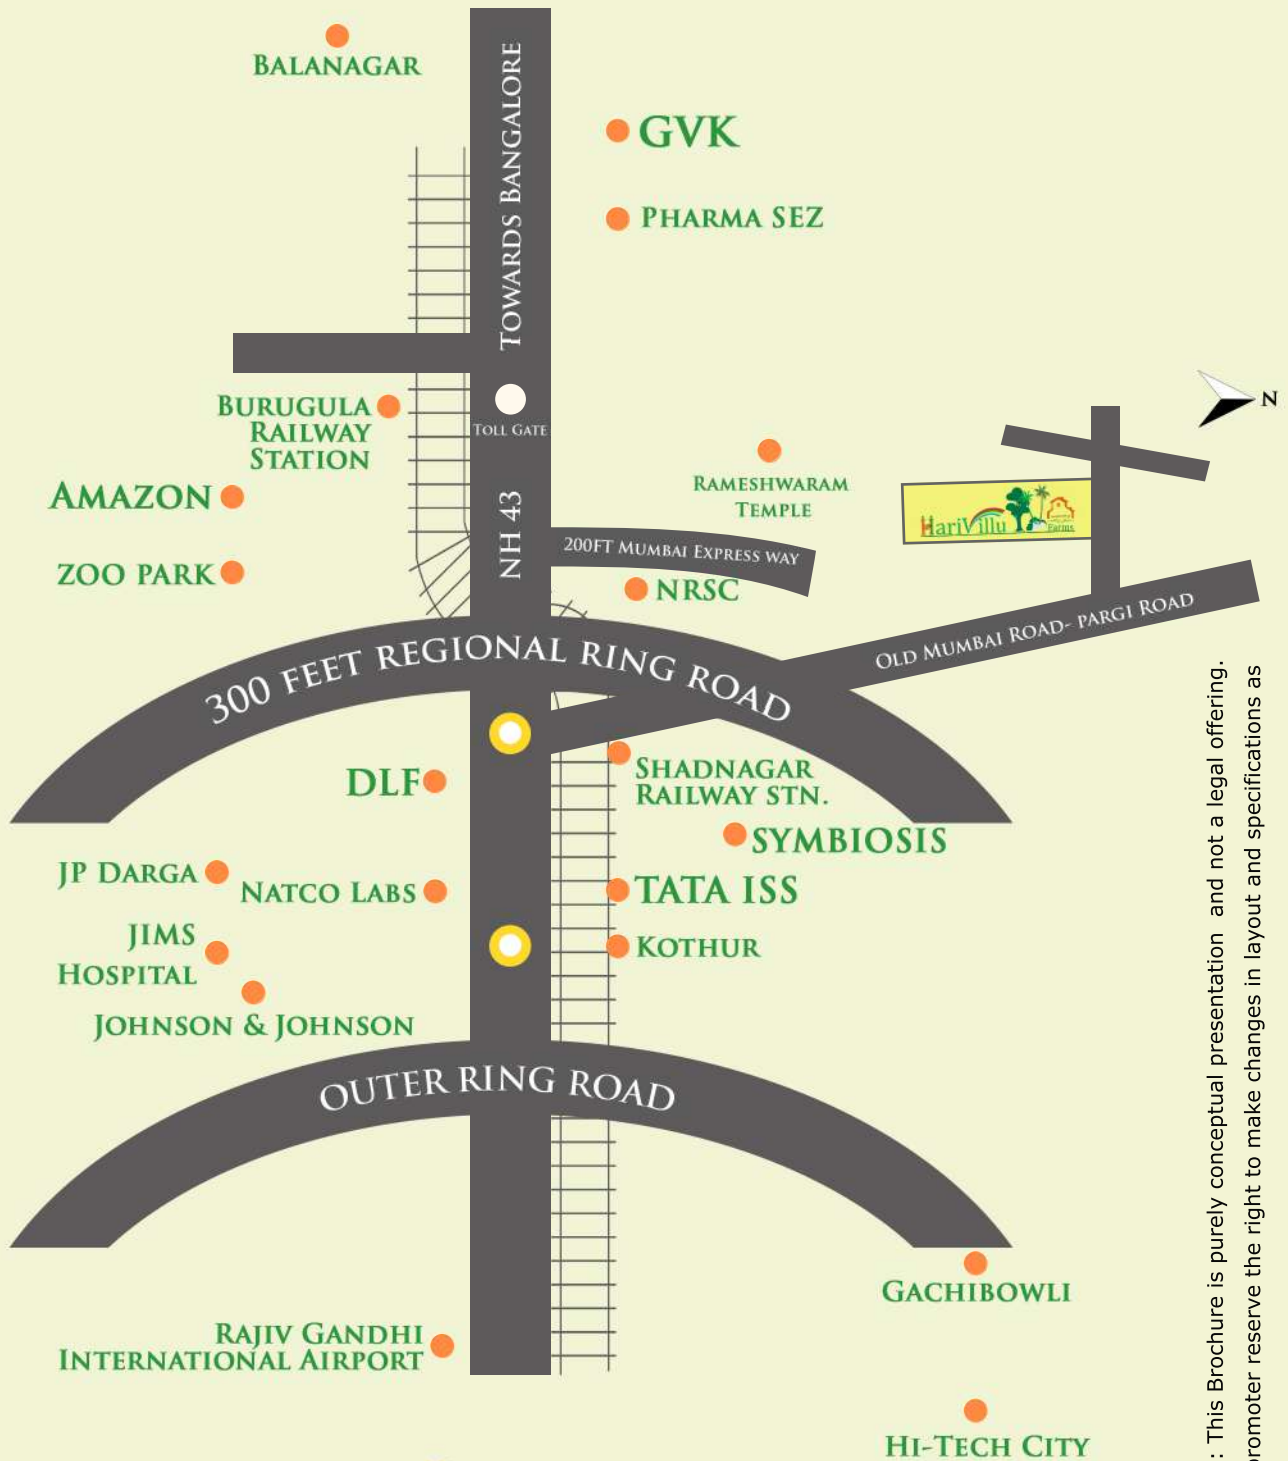 BALANAGAR
TOWARDS BANGALORE
GVK
PHARMA SEZ
N
BURUGULA
RAILWAY
STATION
TOLL GATE
AMAZON
RAMESHWARAM
TEMPLE
HariVillu
Farms
NH 43
200FT MUMBAI EXPRESS WAY
ZOO PARK
NRSC
OLD MUMBAI ROAD- PARGI ROAD
300 FEET REGIONAL RING ROAD
DLF
SHADNAGAR
RAILWAY STN.
SYMBIOSIS
JP DARGA
NATCO LABS
TATA ISS
JIMS
HOSPITAL
KOTHUR
JOHNSON & JOHNSON
OUTER RING ROAD
GACHIBOWLI
RAJIV GANDHI
INTERNATIONAL AIRPORT
HI-TECH CITY
: This Brochure is purely conceptual presentation and not a legal offering.
promoter reserve the right to make changes in layout and specifications as